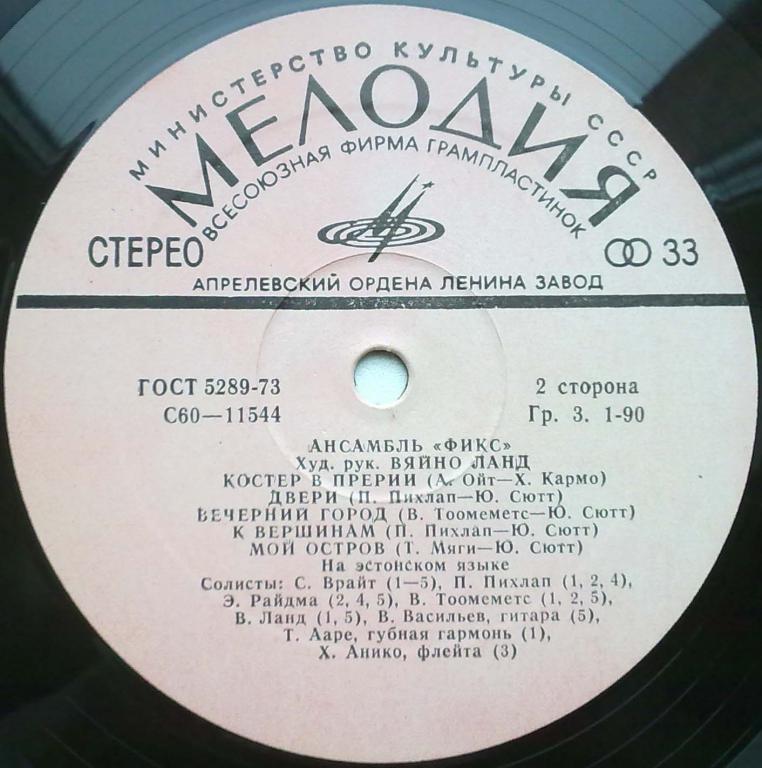 МИНИСТЕРСТВО КУЛЬТУРЫ СССР
МЕЛОДИЯ
ВСЕСОЮЗНАЯ ФИРМА ГРАМПЛАСТИНОК
СТЕРЕО
33
АПРЕЛЕВСКИЙ ОРДЕНА ЛЕНИНА ЗАВОД
ГОСТ 5289-73
С60—11544
2 сторона
Гр. 3. 1-90
АНСАМБЛЬ «ФИКС»
Худ. рук. ВЯЙНО ЛАНД
КОСТЕР В ПРЕРИИ (А. Ойт—Х. Кармо)
ДВЕРИ (П. Пихлап—Ю. Сютт)
ВЕЧЕРНИЙ ГОРОД (В. Тоомеметс—Ю. Сютт)
К ВЕРШИНАМ (П. Пихлап—Ю. Сютт)
МОЙ ОСТРОВ (Т. Мяги—Ю. Сютт)
На эстонском языке
Солисты: С. Врайт (1—5), П. Пихлап (1, 2, 4),
Э. Райдма (2, 4, 5), В. Тоомеметс (1, 2, 5),
В. Ланд (1, 5), В. Васильев, гитара (5),
Т. Ааре, губная гармонь (1),
Х. Анико, флейта (3)